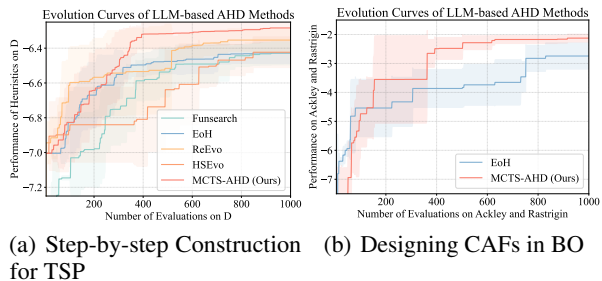 Evolution Curves of LLM-based AHD Methods
Performance of Heuristics on D
−6.4
−6.6
−6.8
−7.0
−7.2
Funsearch
EoH
ReEvo
HSEvo
MCTS-AHD (Ours)
200 400 600 800 1000
Number of Evaluations on D
(a) Step-by-step Construction
for TSP
Evolution Curves of LLM-based AHD Methods
Performance on Ackley and Rastrigin
−2
−3
−4
−5
−6
−7
EoH
MCTS-AHD (Ours)
200 400 600 800 1000
Number of Evaluations on Ackley and Rastrigin
(b) Designing CAFs in BO